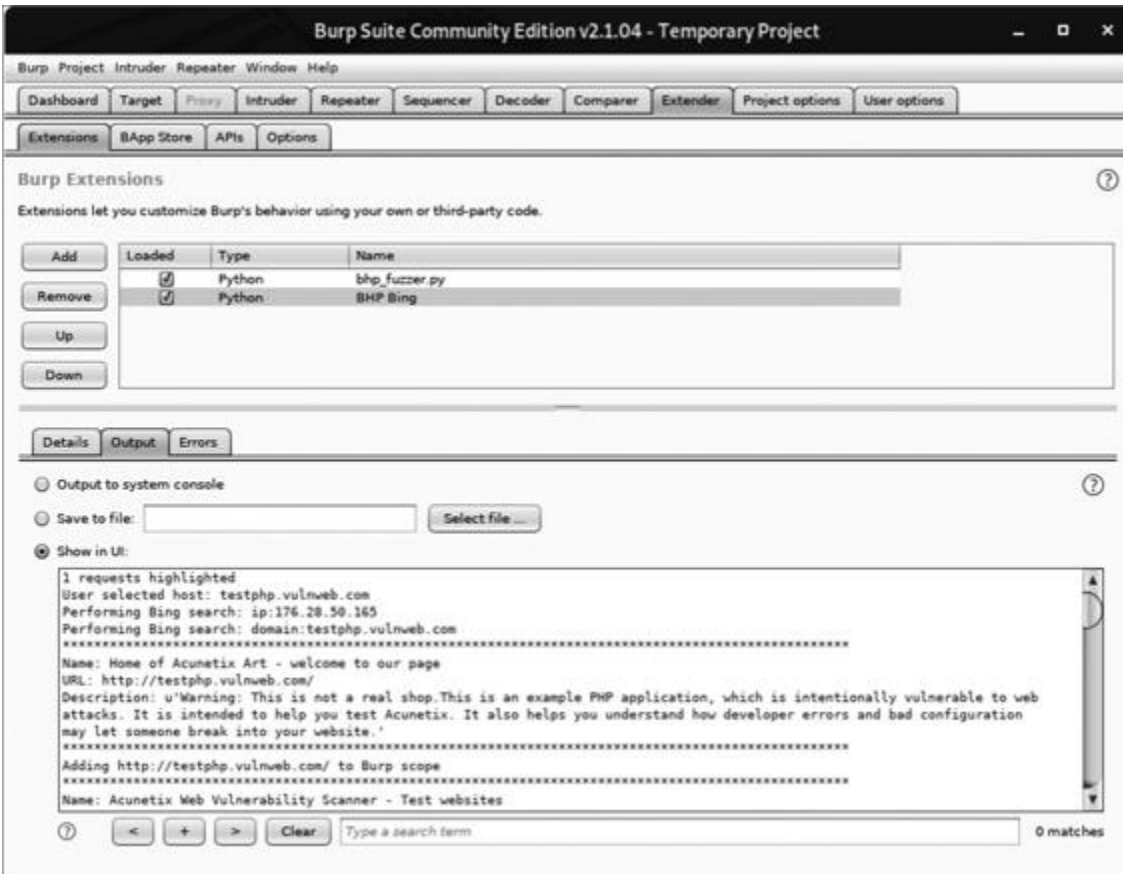 Burp Suite Community Edition v2.1.04 - Temporary Project
Burp Project Intruder Repeater Window Help
Dashboard Target Proxy Intruder Repeater Sequencer Decoder Comparer Extender Project options User options
Extensions BApp Store APIs Options
Burp Extensions
Extensions let you customize Burp's behavior using your own or third-party code.
Add
Remove
Up
Down
Loaded Type Name
Python bhp_fuzzer.py
Python BHP Bing
Details Output Errors
Output to system console
Save to file: Select file ...
Show in UI:
1 requests highlighted
User selected host: testphp.vulnweb.com
Performing Bing search: ip:176.28.50.165
Performing Bing search: domain:testphp.vulnweb.com
****************************************************************************************************
Name: Home of Acunetix Art - welcome to our page
URL: http://testphp.vulnweb.com/
Description: u'Warning: This is not a real shop.This is an example PHP application, which is intentionally vulnerable to web
attacks. It is intended to help you test Acunetix. It also helps you understand how developer errors and bad configuration
may let someone break into your website.'
****************************************************************************************************
Adding http://testphp.vulnweb.com/ to Burp scope
****************************************************************************************************
Name: Acunetix Web Vulnerability Scanner - Test websites
? < + > Clear Type a search term 0 matches